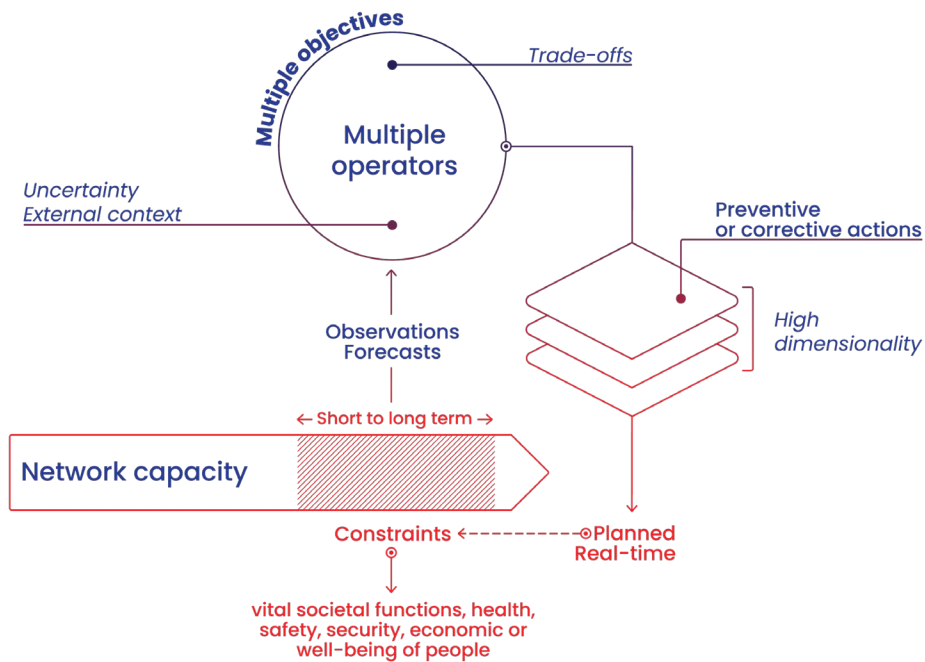 Multiple objectives
Trade-offs
Multiple
operators
Uncertainty
External context
Preventive
or corrective actions
Observations
Forecasts
High
dimensionality
Short to long term
Network capacity
Constraints
Planned
Real-time
vital societal functions, health,
safety, security, economic or
well-being of people